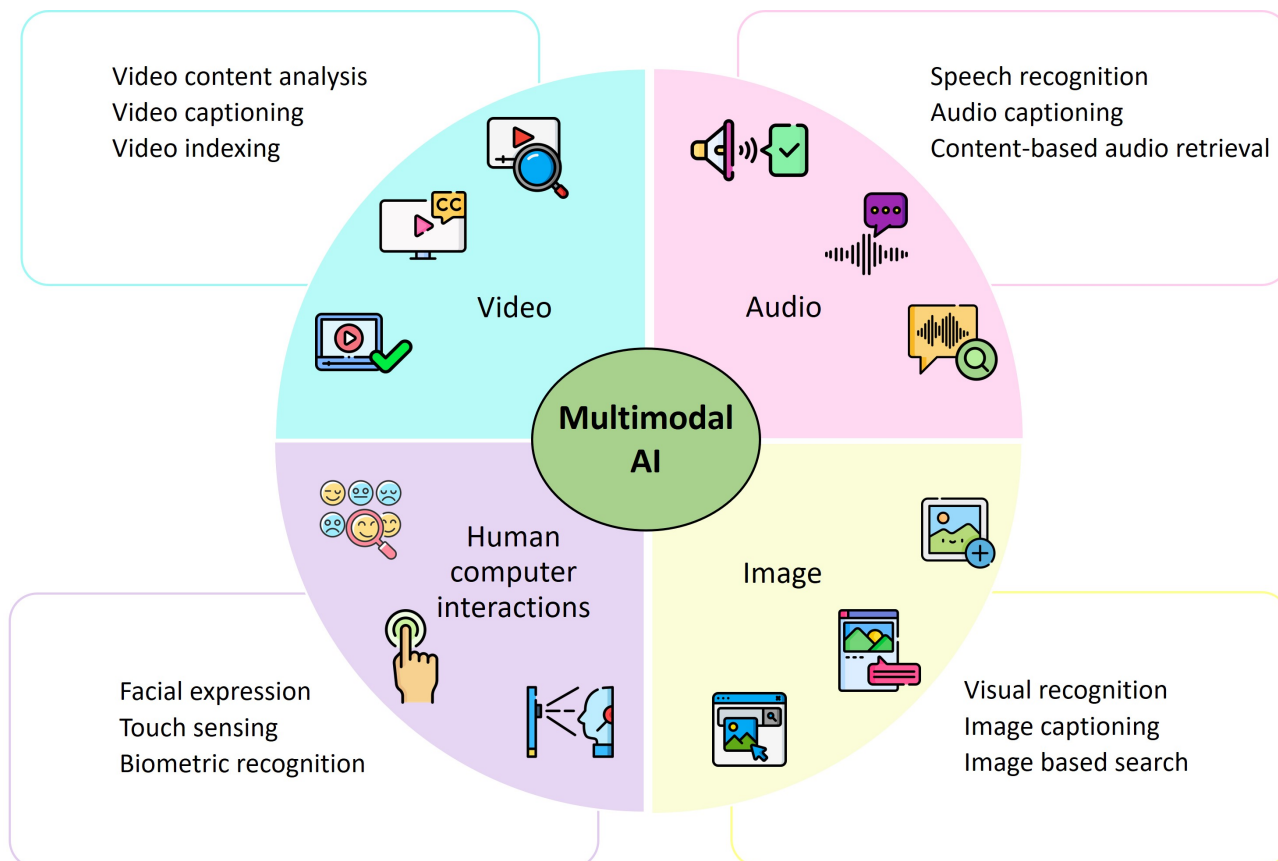 Video content analysis
Video captioning
Video indexing
Speech recognition
Audio captioning
Content-based audio retrieval
CC
Video
Audio
Multimodal
AI
Human
computer
interactions
Image
Facial expression
Touch sensing
Biometric recognition
Visual recognition
Image captioning
Image based search